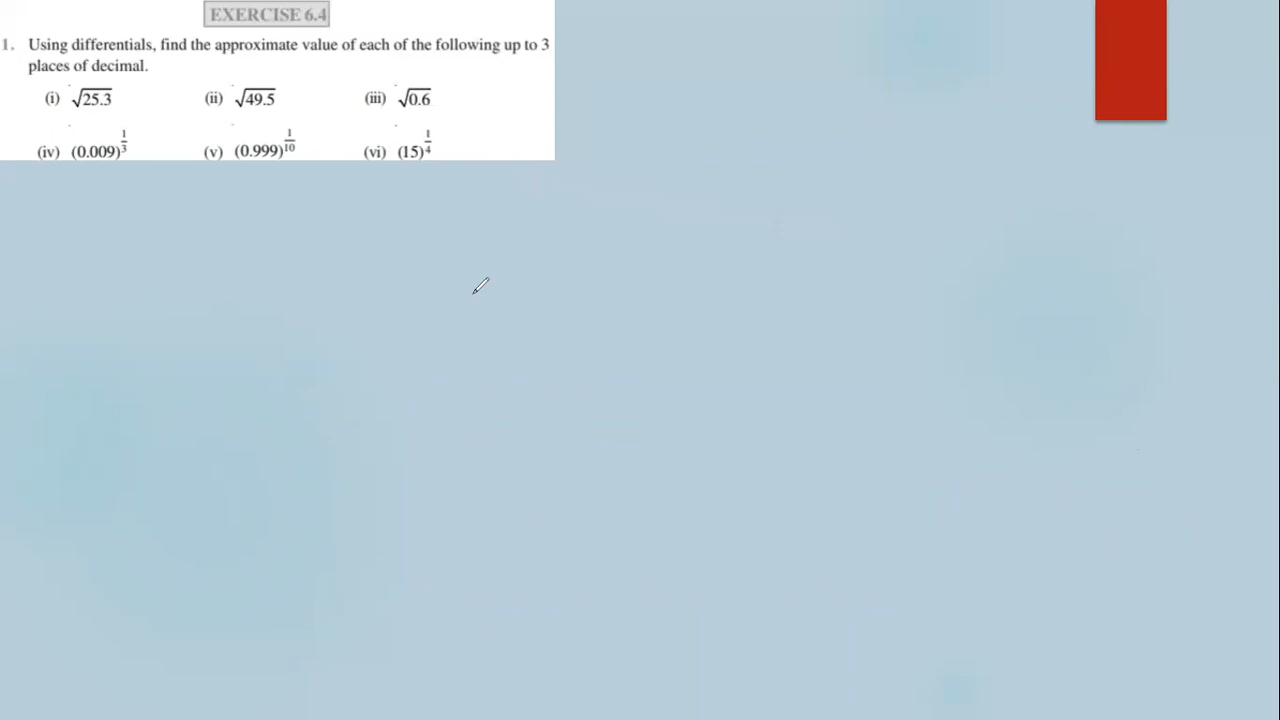 EXERCISE 6.4
1. Using differentials, find the approximate value of each of the following up to 3
places of decimal.
(i) √25.3 (ii) √49.5 (iii) √0.6
(iv) (0.009)^(1/3) (v) (0.999)^(1/10) (vi) (15)^(1/4)